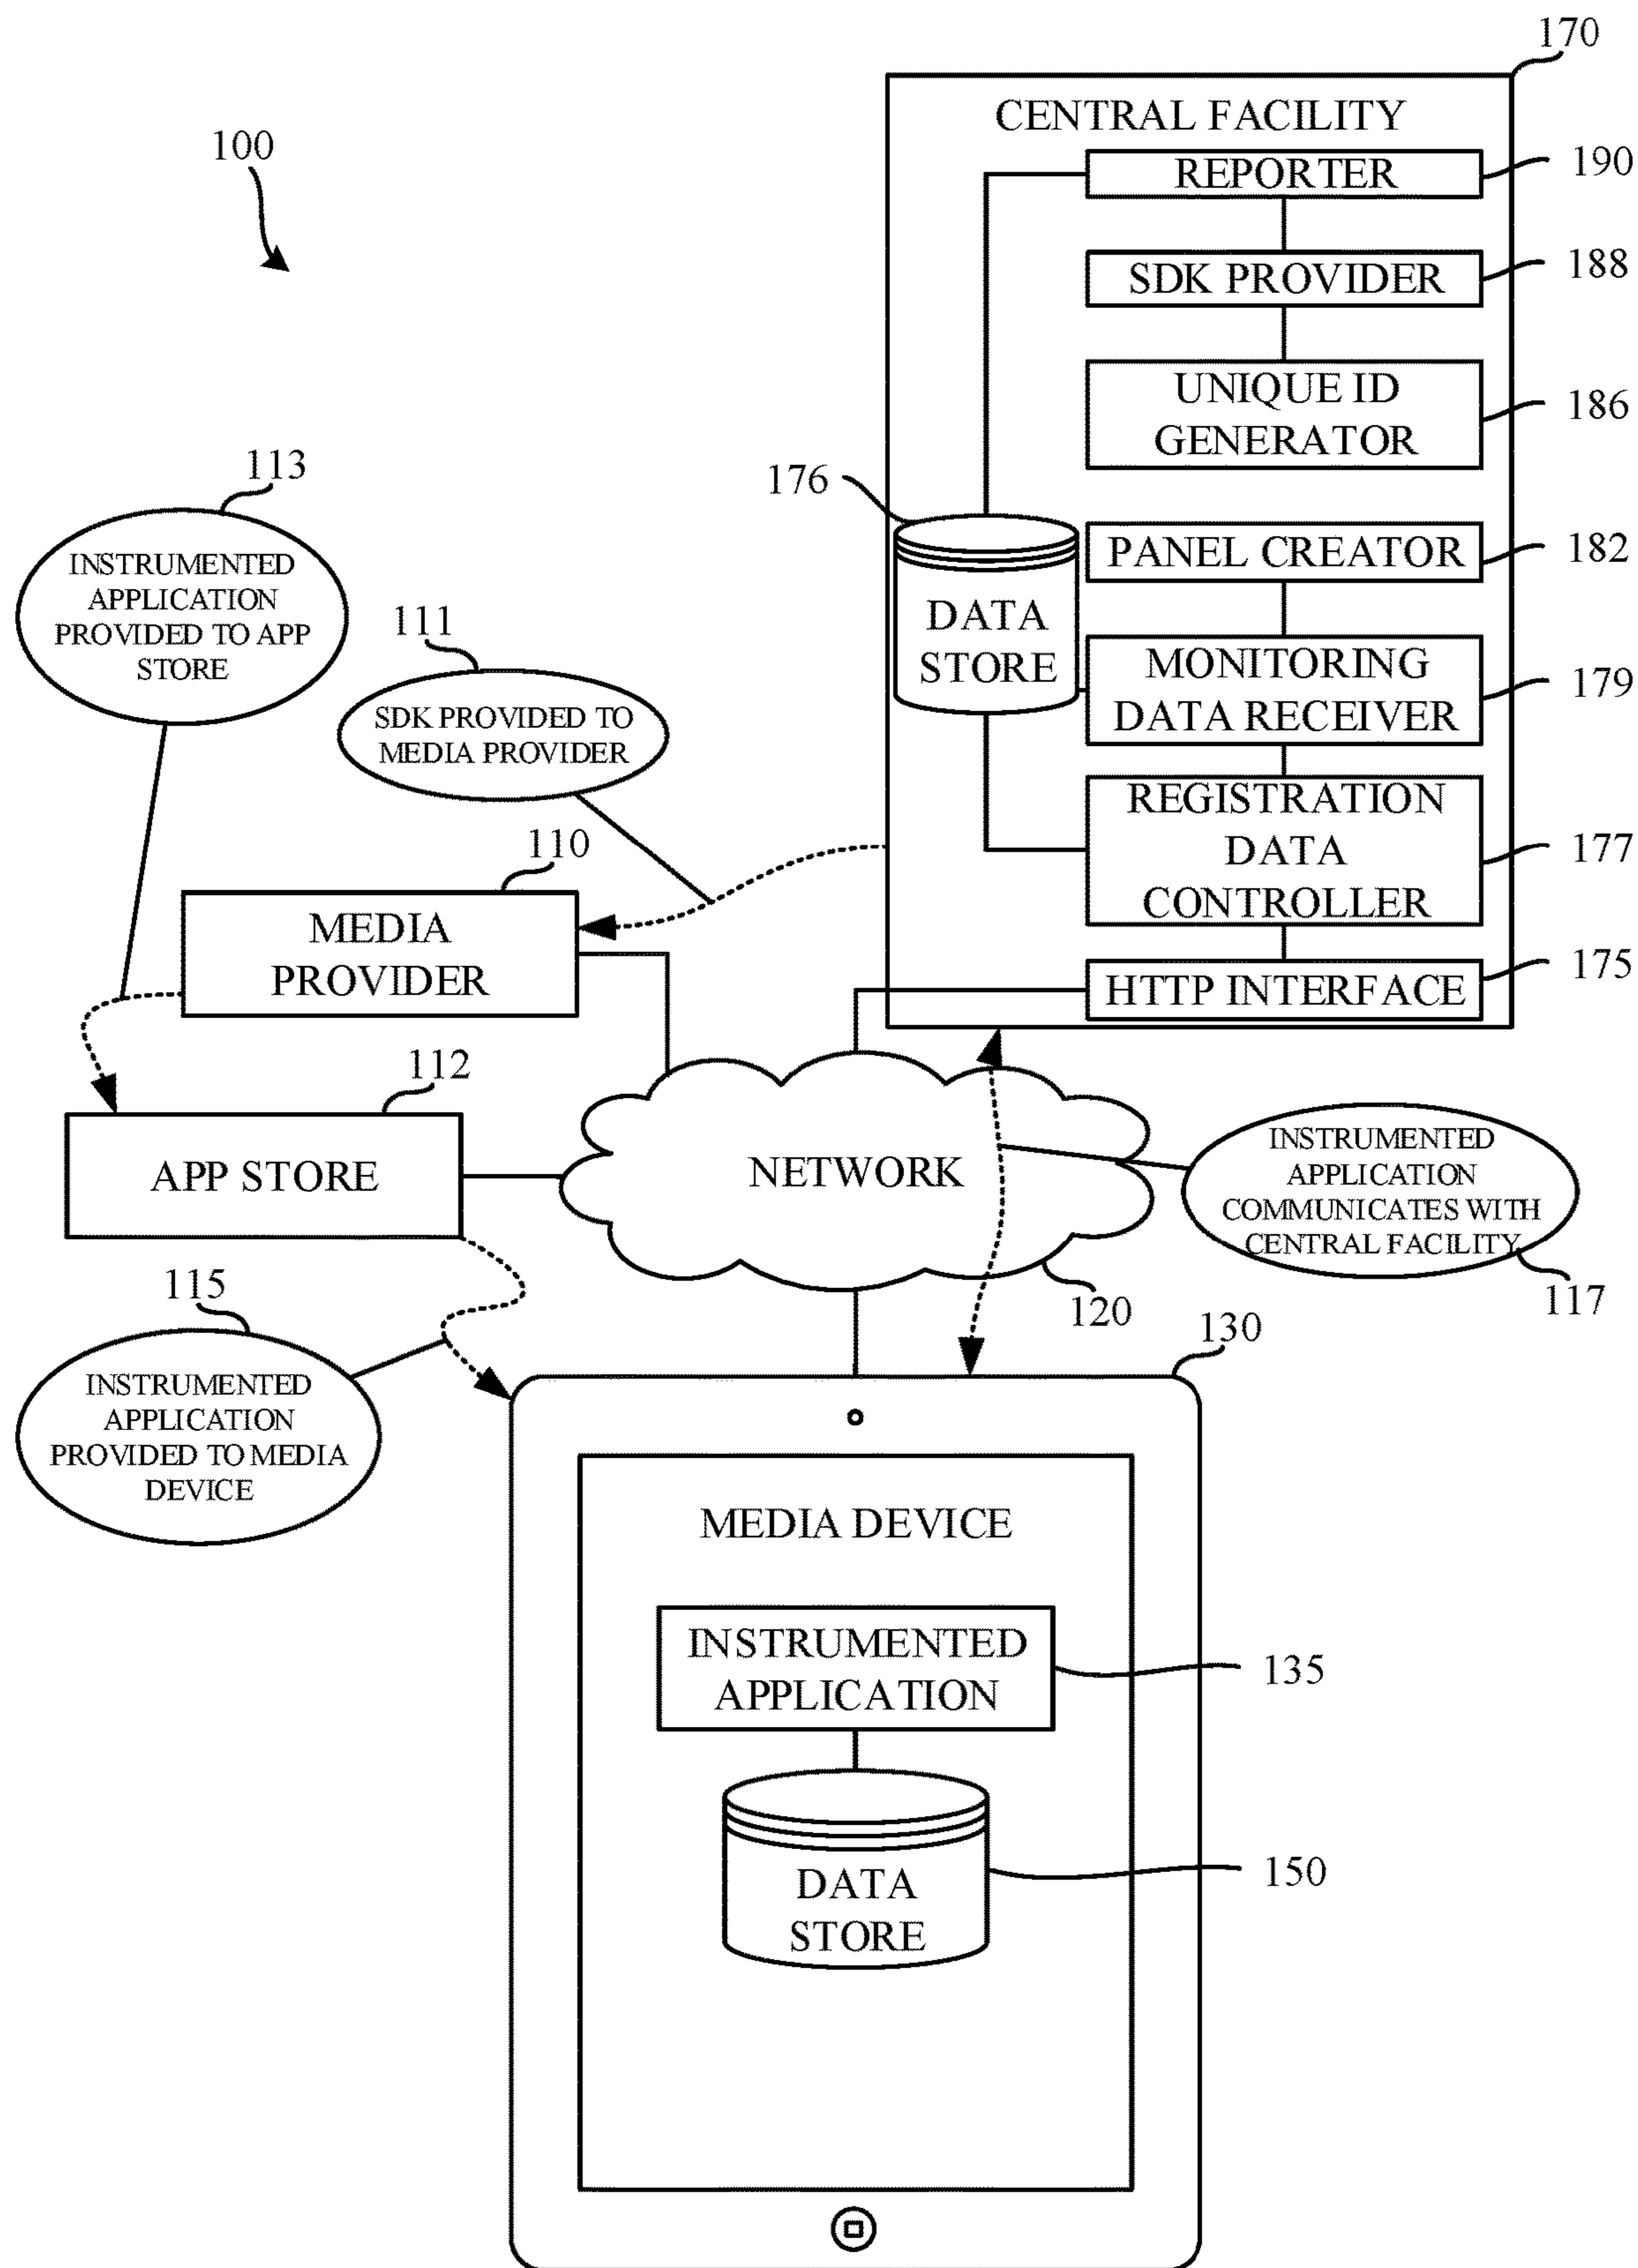 170
CENTRAL FACILITY
100
REPORTER
190
SDK PROVIDER
188
UNIQUE ID
GENERATOR
186
113
176
PANEL CREATOR
182
INSTRUMENTED
APPLICATION
PROVIDED TO APP
STORE
111
DATA
STORE
MONITORING
DATA RECEIVER
179
SDK PROVIDED TO
MEDIA PROVIDER
REGISTRATION
DATA
CONTROLLER
177
110
MEDIA
PROVIDER
HTTP INTERFACE
175
112
APP STORE
NETWORK
INSTRUMENTED
APPLICATION
COMMUNICATES WITH
CENTRAL FACILITY
117
120
115
130
INSTRUMENTED
APPLICATION
PROVIDED TO MEDIA
DEVICE
MEDIA DEVICE
INSTRUMENTED
APPLICATION
135
DATA
STORE
150